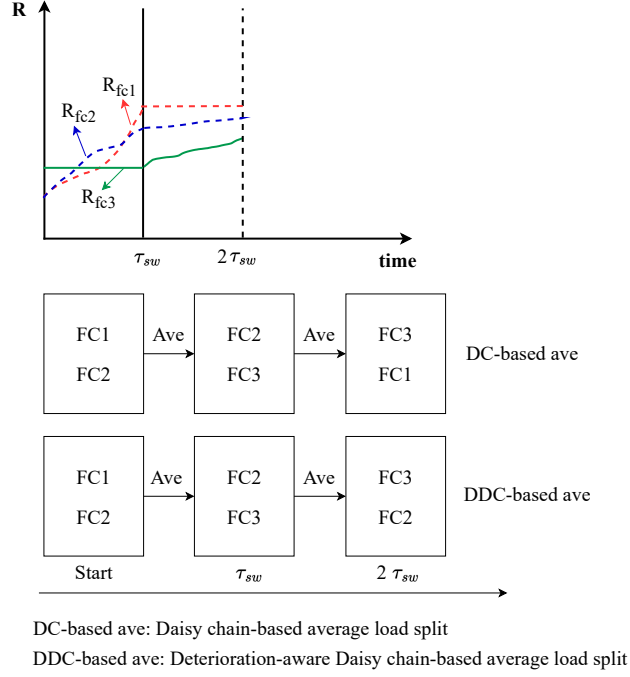 R
R_fc1
R_fc2
R_fc3
τ_sw 2 τ_sw
time
FC1 Ave FC2 Ave FC3
FC2 FC3 FC1
DC-based ave
FC1 Ave FC2 Ave FC3
FC2 FC3 FC2
DDC-based ave
Start τ_sw 2 τ_sw
DC-based ave: Daisy chain-based average load split
DDC-based ave: Deterioration-aware Daisy chain-based average load split